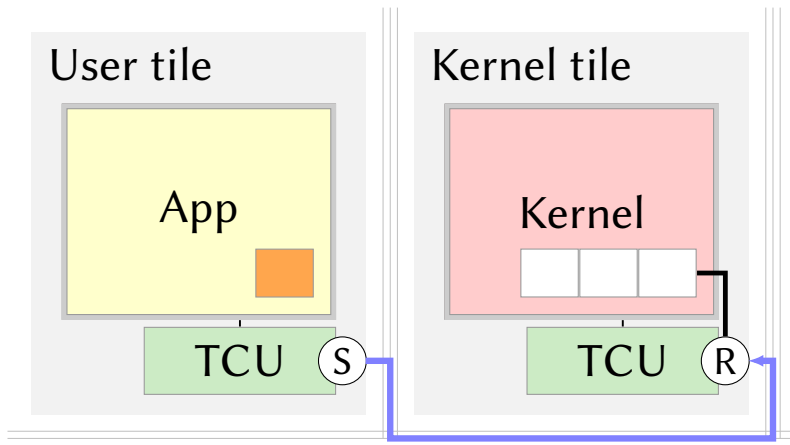 User tile
Kernel tile
App
Kernel
TCU
S
TCU
R